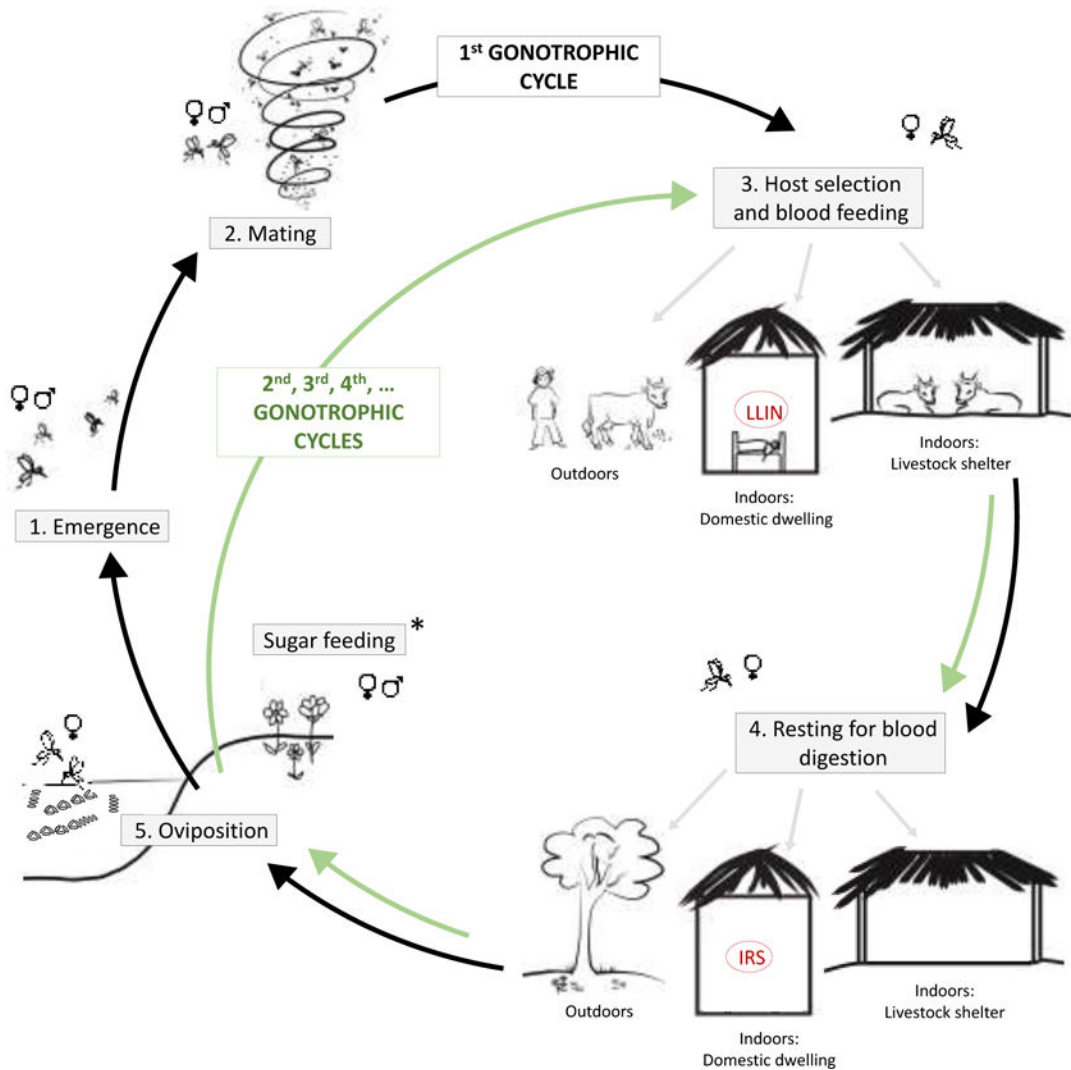 1st GONOTROPHIC
CYCLE
♀♂
2. Mating
♀
3. Host selection
and blood feeding
2nd, 3rd, 4th, ...
GONOTROPHIC
CYCLES
♀♂
1. Emergence
LLIN
Outdoors
Indoors:
Domestic dwelling
Indoors:
Livestock shelter
Sugar feeding *
♀♂
♀
4. Resting for blood
digestion
♀
5. Oviposition
IRS
Outdoors
Indoors:
Domestic dwelling
Indoors:
Livestock shelter